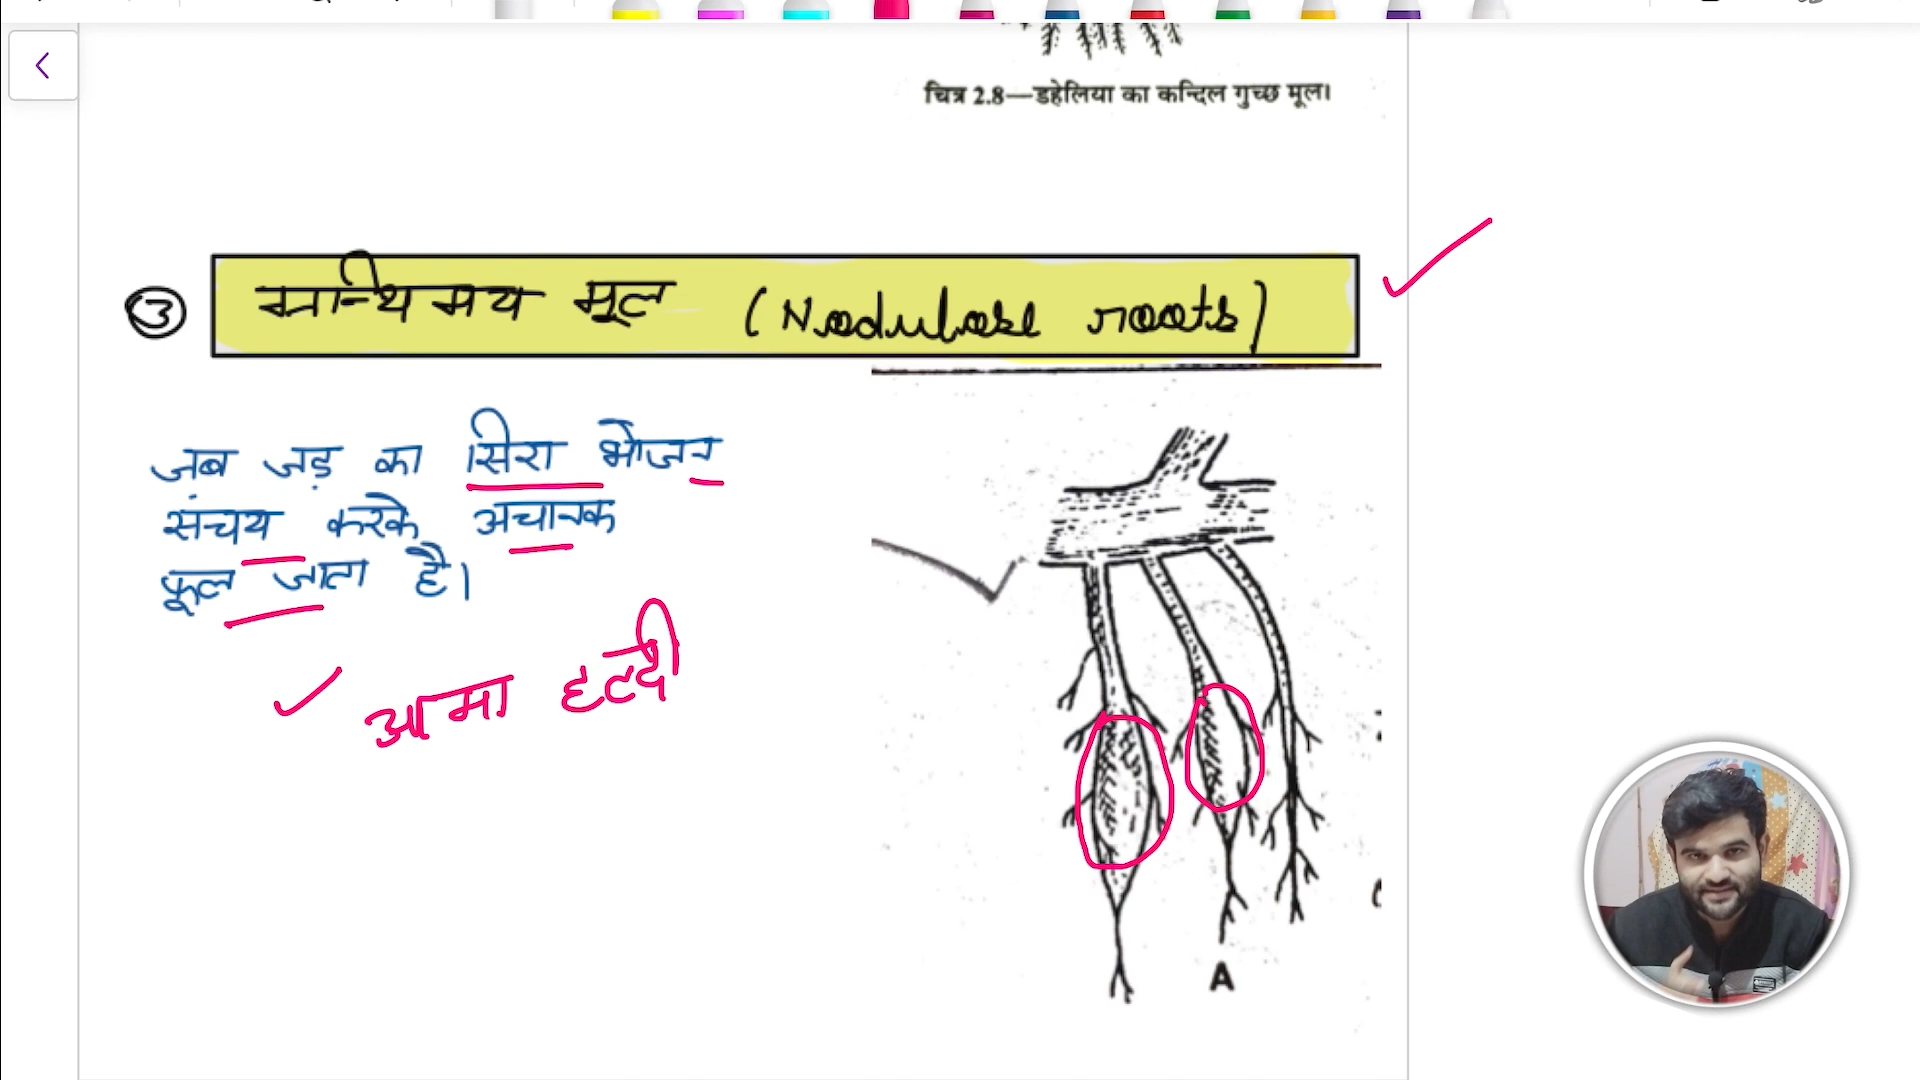 चित्र 2.8—डहेलिया का कन्दिल गुच्छ मूल।
③ ग्रन्थिमय मूल (Nodulose roots)
जब जड़ का सिरा भोजन
संचय करके अचानक
फूल जाता है।
आमा हल्दी
A